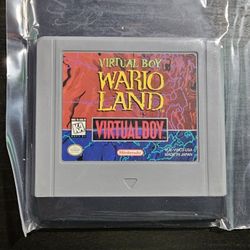 VIRTUAL BOY
WARIO
LAND
VIRTUAL BOY
Nintendo
MADE IN JAPAN